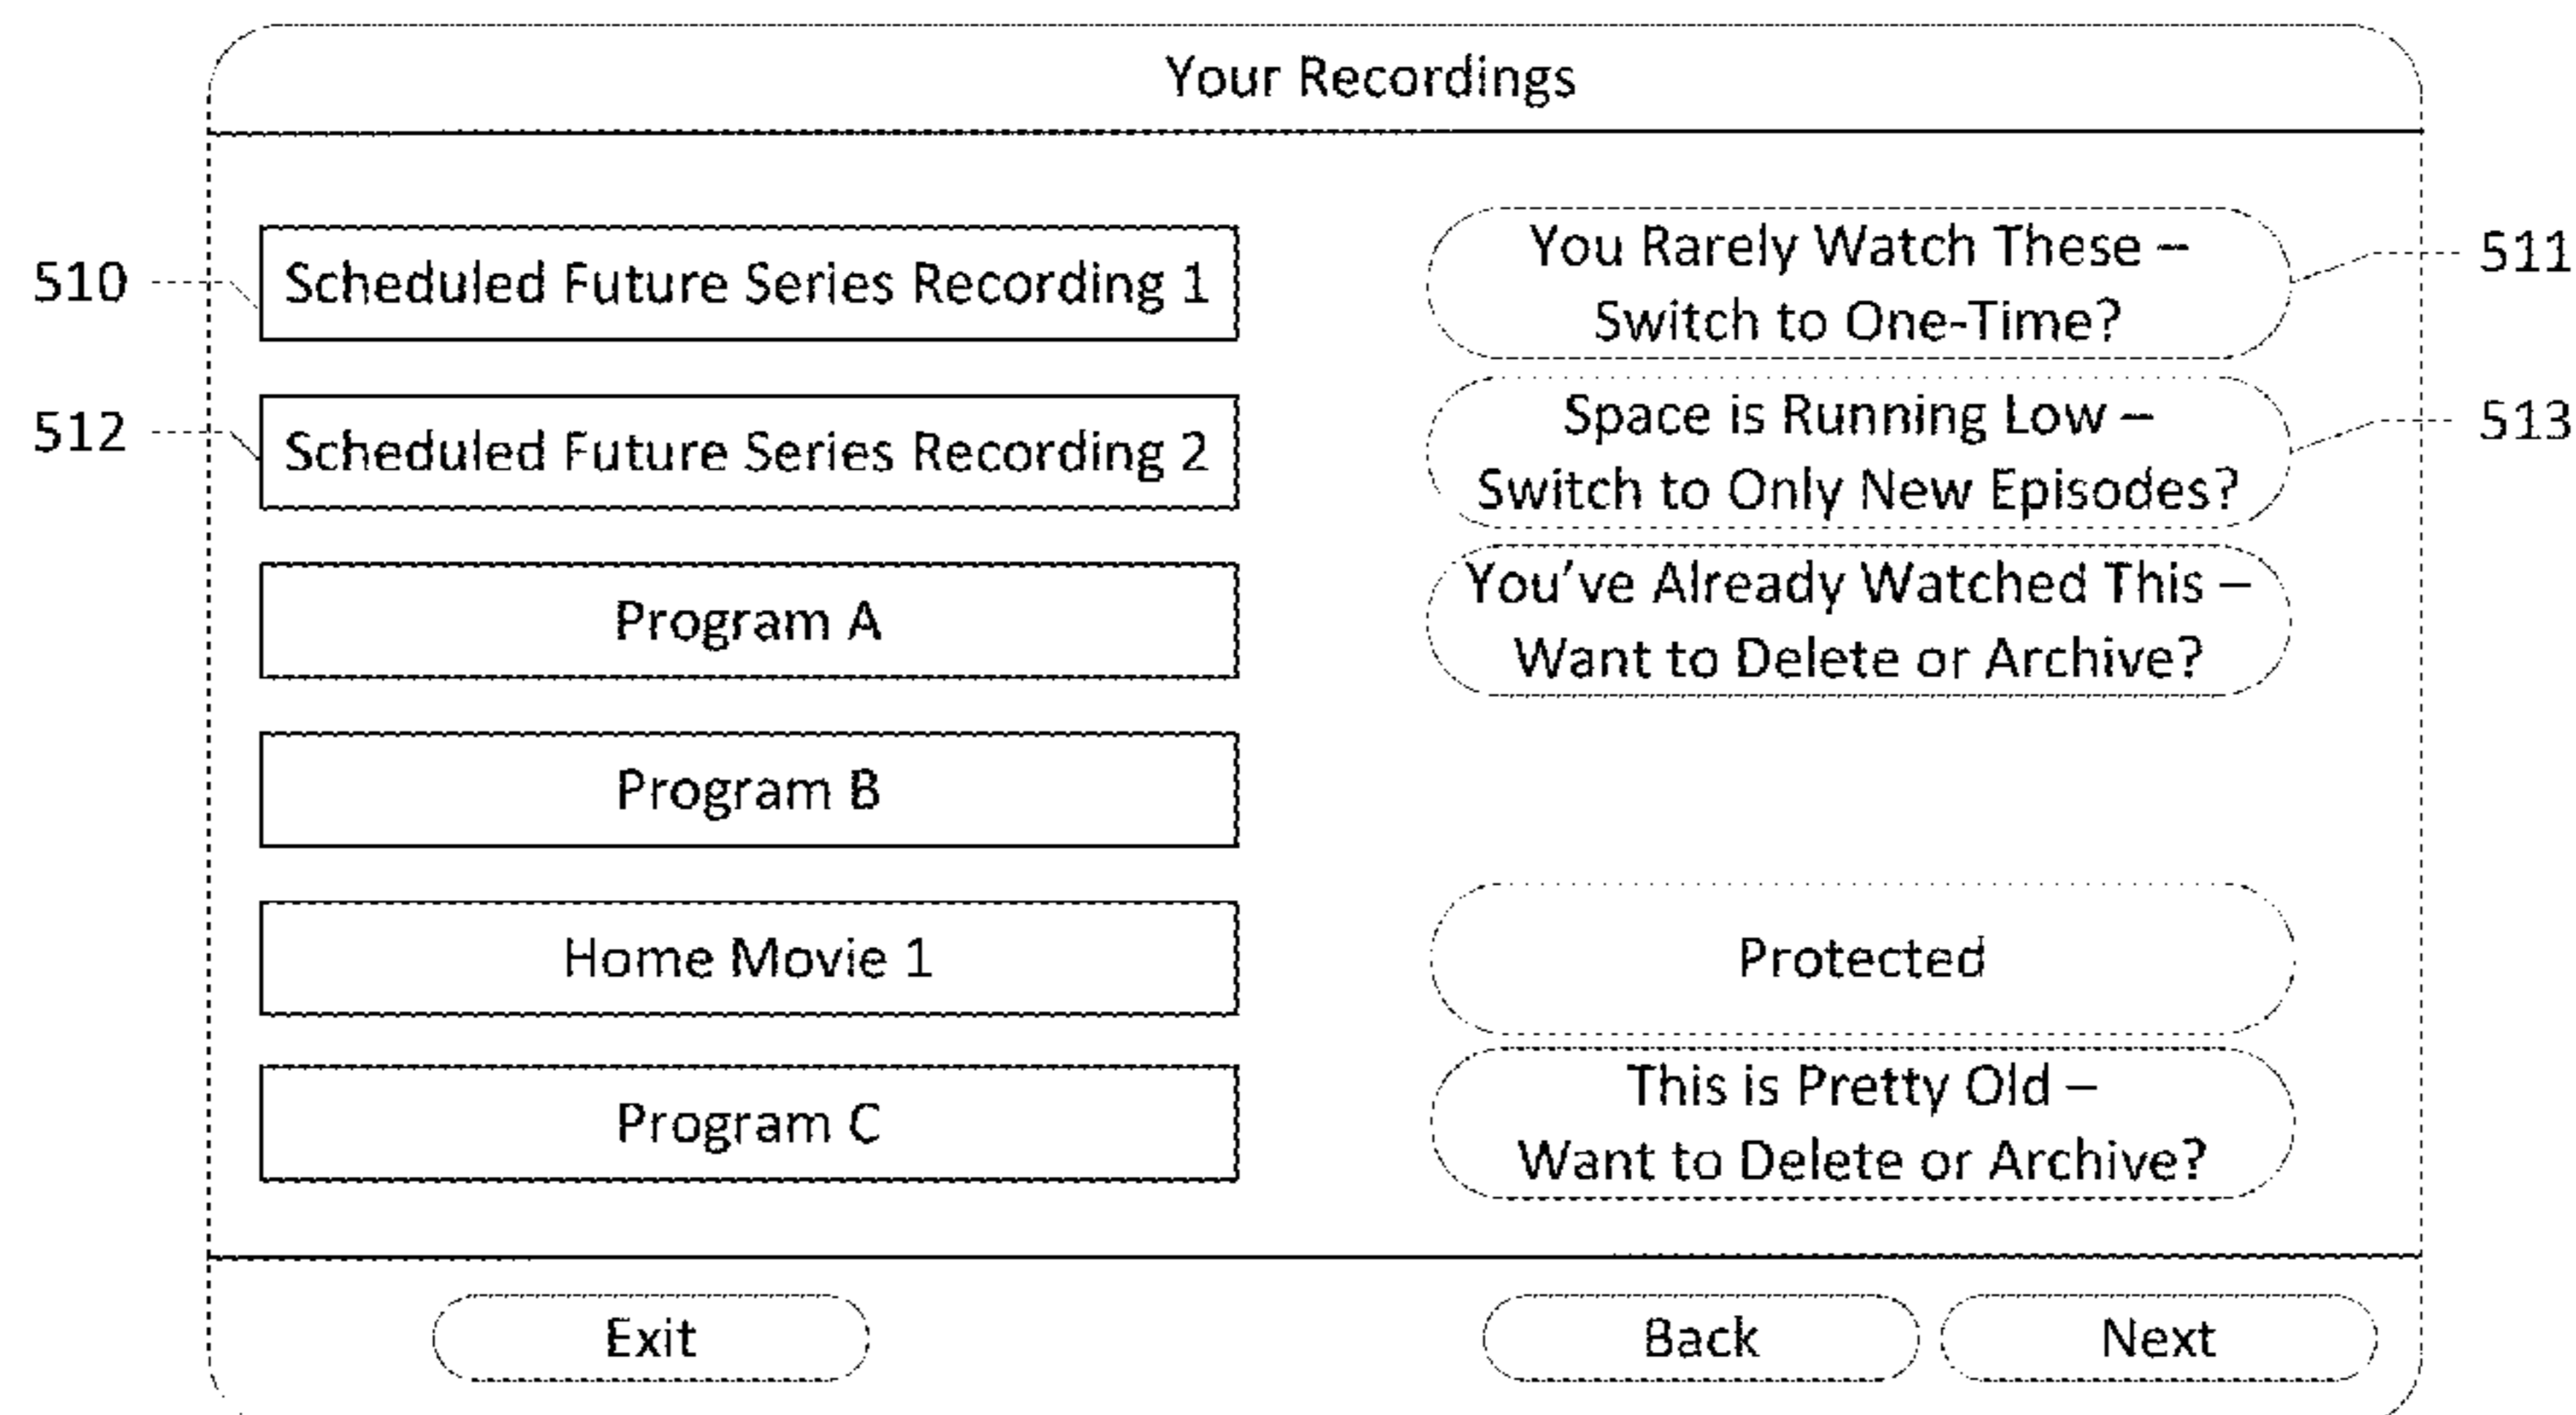 Your Recordings
510
Scheduled Future Series Recording 1
You Rarely Watch These –
Switch to One-Time?
511
512
Scheduled Future Series Recording 2
Space is Running Low –
Switch to Only New Episodes?
513
Program A
You've Already Watched This –
Want to Delete or Archive?
Program B
Home Movie 1
Protected
Program C
This is Pretty Old –
Want to Delete or Archive?
Exit
Back
Next